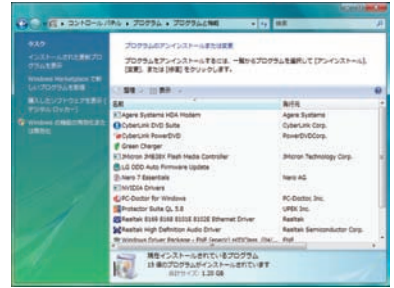 コントロール パネル ▸ プログラム ▸ プログラムと機能
検索
タスク
インストールされた更新プログラムを表示
Windows Marketplace で新しいプログラムを検索
購入したソフトウェアを表示 (デジタル ロッカー)
Windows の機能の有効化または無効化
プログラムのアンインストールまたは変更
プログラムをアンインストールするには、一覧からプログラムを選択して [アンインストール]、
[変更]、または [修復] をクリックします。
整理 表示
名前 発行元
Agere Systems HDA Modem Agere Systems
CyberLink DVD Suite CyberLink Corp.
CyberLink PowerDVD PowerDVDCorp.
Green Charger
JMicron JMB38X Flash Media Controller JMicron Technology Corp.
LG ODD Auto Firmware Update
Nero 7 Essentials Nero AG
NVIDIA Drivers
PC-Doctor for Windows PC-Doctor, Inc.
Protector Suite QL 5.8 UPEK Inc.
Realtek 8169 8168 8101E 8102E Ethernet Driver Realtek
Realtek High Definition Audio Driver Realtek Semiconductor Corp.
Windows Driver Package -
現在インストールされているプログラム
19 個のプログラムがインストールされています
合計サイズ: 1.20 GB